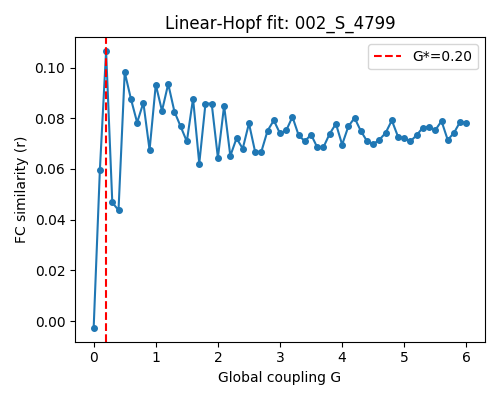 Linear-Hopf fit: 002_S_4799
G*=0.20
FC similarity (r)
0.10
0.08
0.06
0.04
0.02
0.00
0 1 2 3 4 5 6
Global coupling G